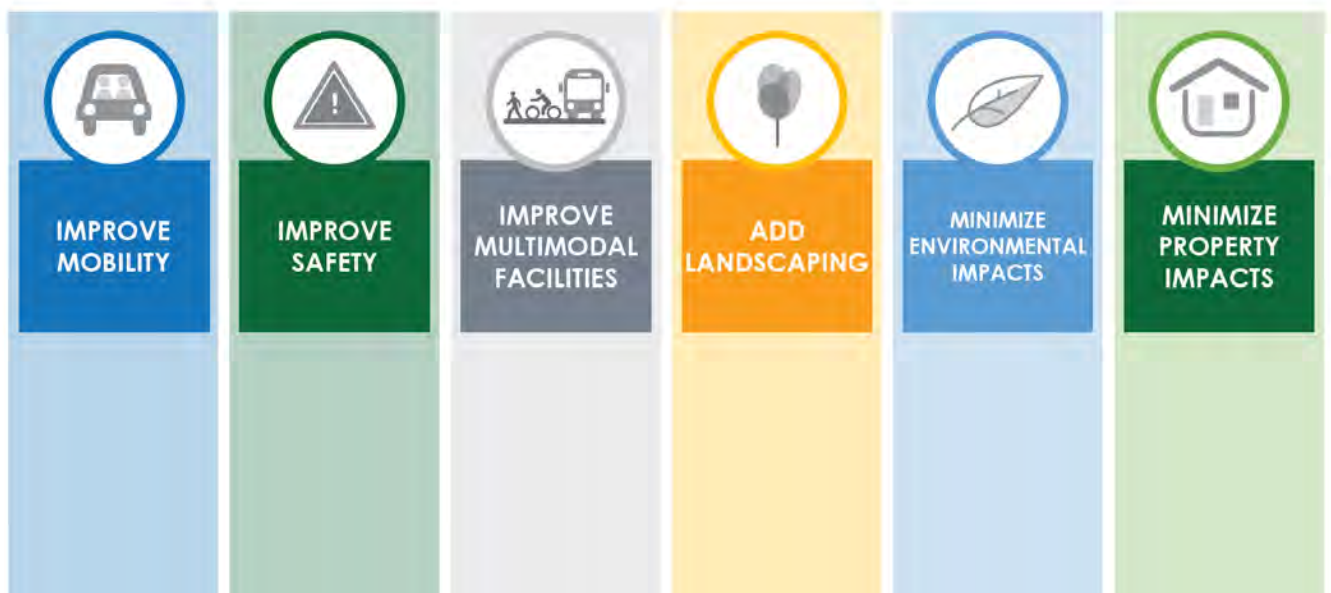 IMPROVE
MOBILITY
IMPROVE
SAFETY
IMPROVE
MULTIMODAL
FACILITIES
ADD
LANDSCAPING
MINIMIZE
ENVIRONMENTAL
IMPACTS
MINIMIZE
PROPERTY
IMPACTS